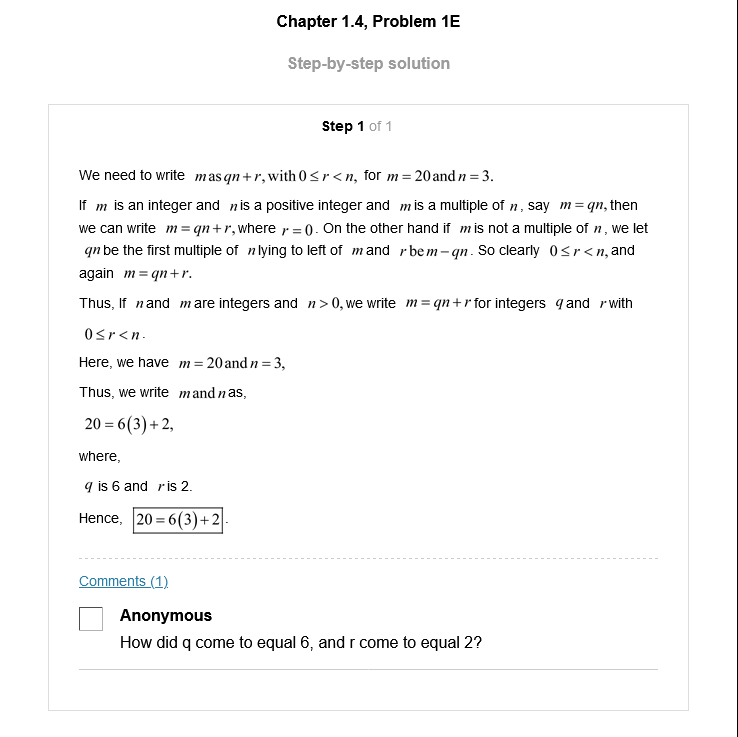 Chapter 1.4, Problem 1E
Step-by-step solution
Step 1 of 1
We need to write m as qn + r, with 0 ≤ r < n, for m = 20 and n = 3.
If m is an integer and n is a positive integer and m is a multiple of n, say m = qn, then
we can write m = qn + r, where r = 0. On the other hand if m is not a multiple of n, we let
qn be the first multiple of n lying to left of m and r be m − qn. So clearly 0 ≤ r < n, and
again m = qn + r.
Thus, If n and m are integers and n > 0, we write m = qn + r for integers q and r with
0 ≤ r < n.
Here, we have m = 20 and n = 3,
Thus, we write m and n as,
20 = 6(3) + 2,
where,
q is 6 and r is 2.
Hence, 20 = 6(3) + 2.
Comments (1)
Anonymous
How did q come to equal 6, and r come to equal 2?